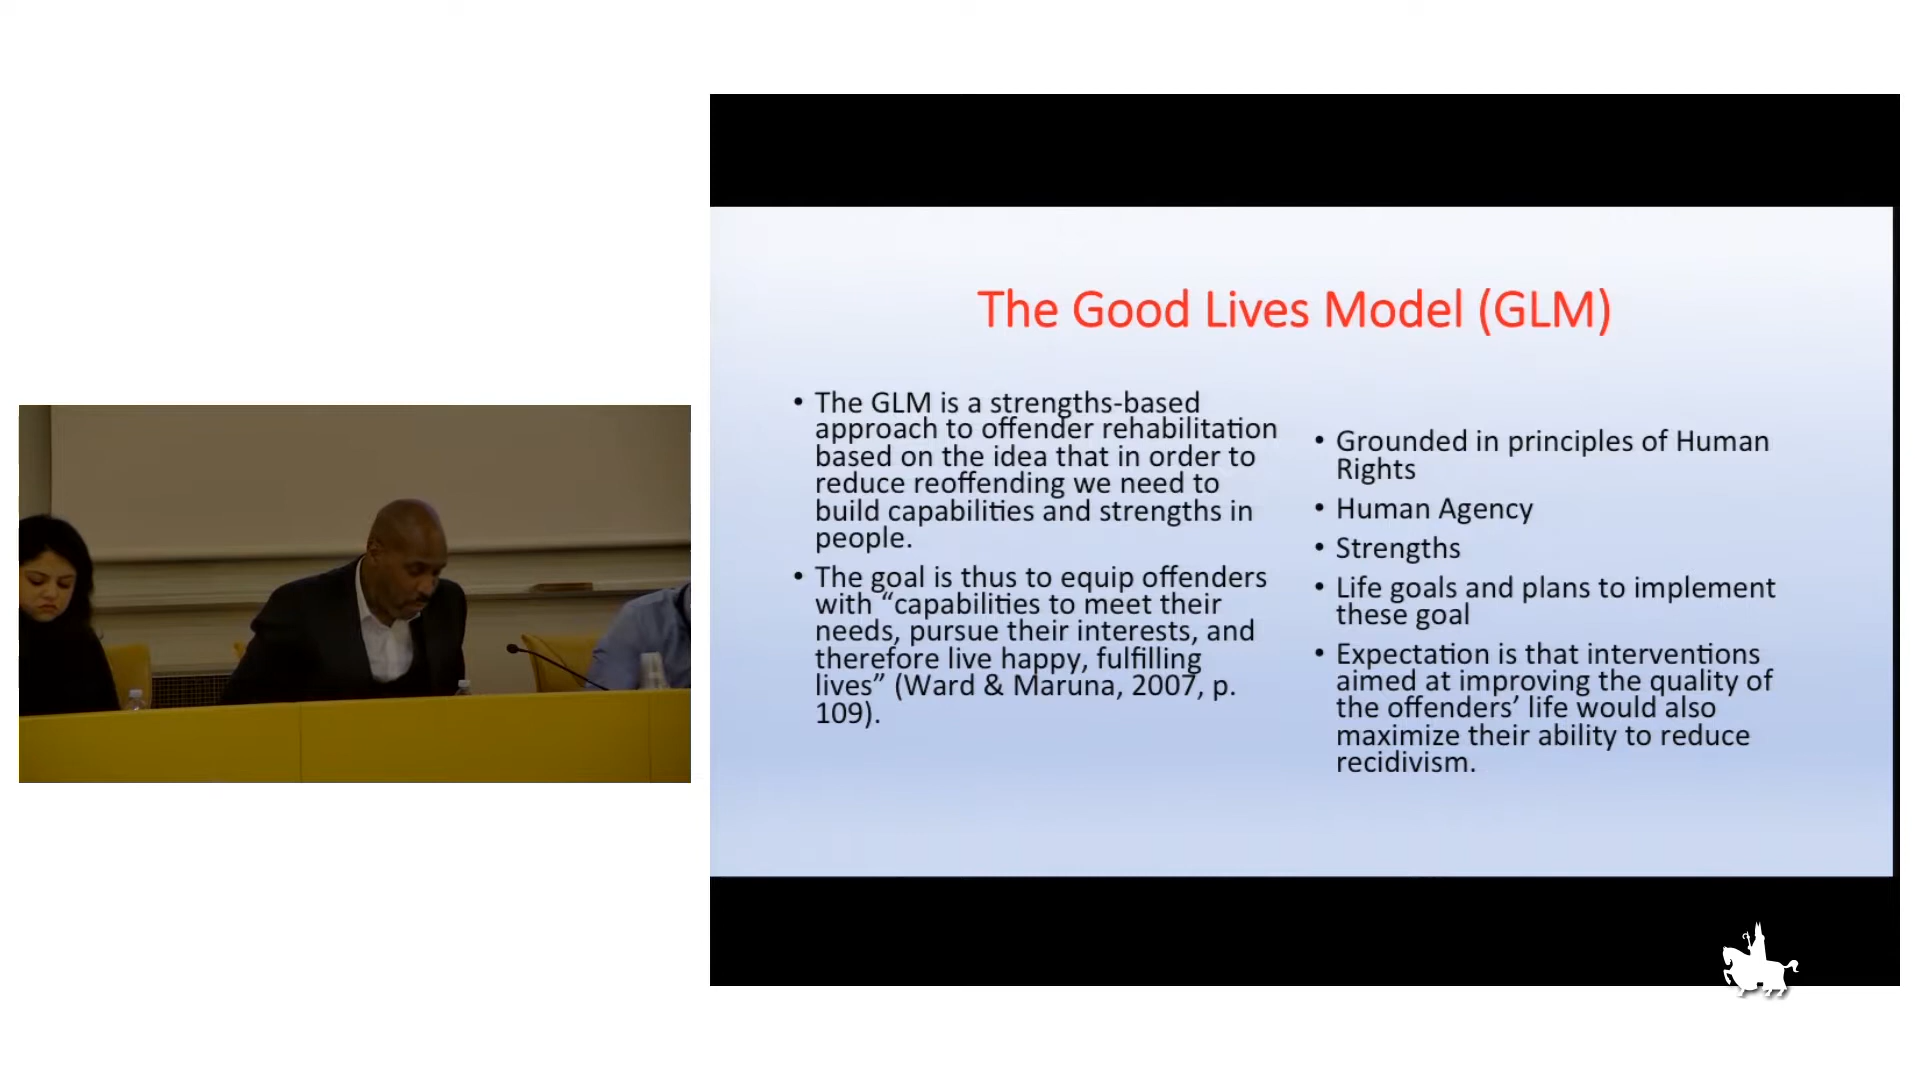 The Good Lives Model (GLM)
• The GLM is a strengths-based
approach to offender rehabilitation
based on the idea that in order to
reduce reoffending we need to
build capabilities and strengths in
people.
• The goal is thus to equip offenders
with “capabilities to meet their
needs, pursue their interests, and
therefore live happy, fulfilling
lives” (Ward & Maruna, 2007, p.
109).
• Grounded in principles of Human
Rights
• Human Agency
• Strengths
• Life goals and plans to implement
these goal
• Expectation is that interventions
aimed at improving the quality of
the offenders’ life would also
maximize their ability to reduce
recidivism.